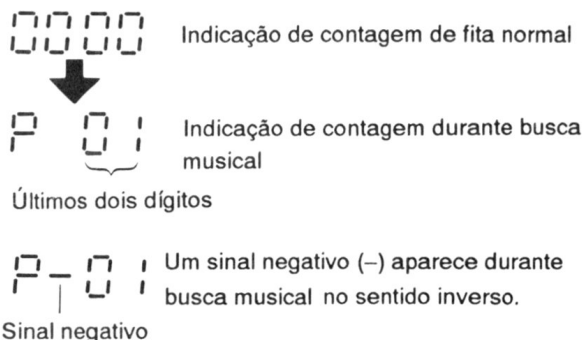 0000 Indicação de contagem de fita normal
P 01 Indicação de contagem durante busca
musical
Últimos dois dígitos
P-01 Um sinal negativo (–) aparece durante
busca musical no sentido inverso.
Sinal negativo